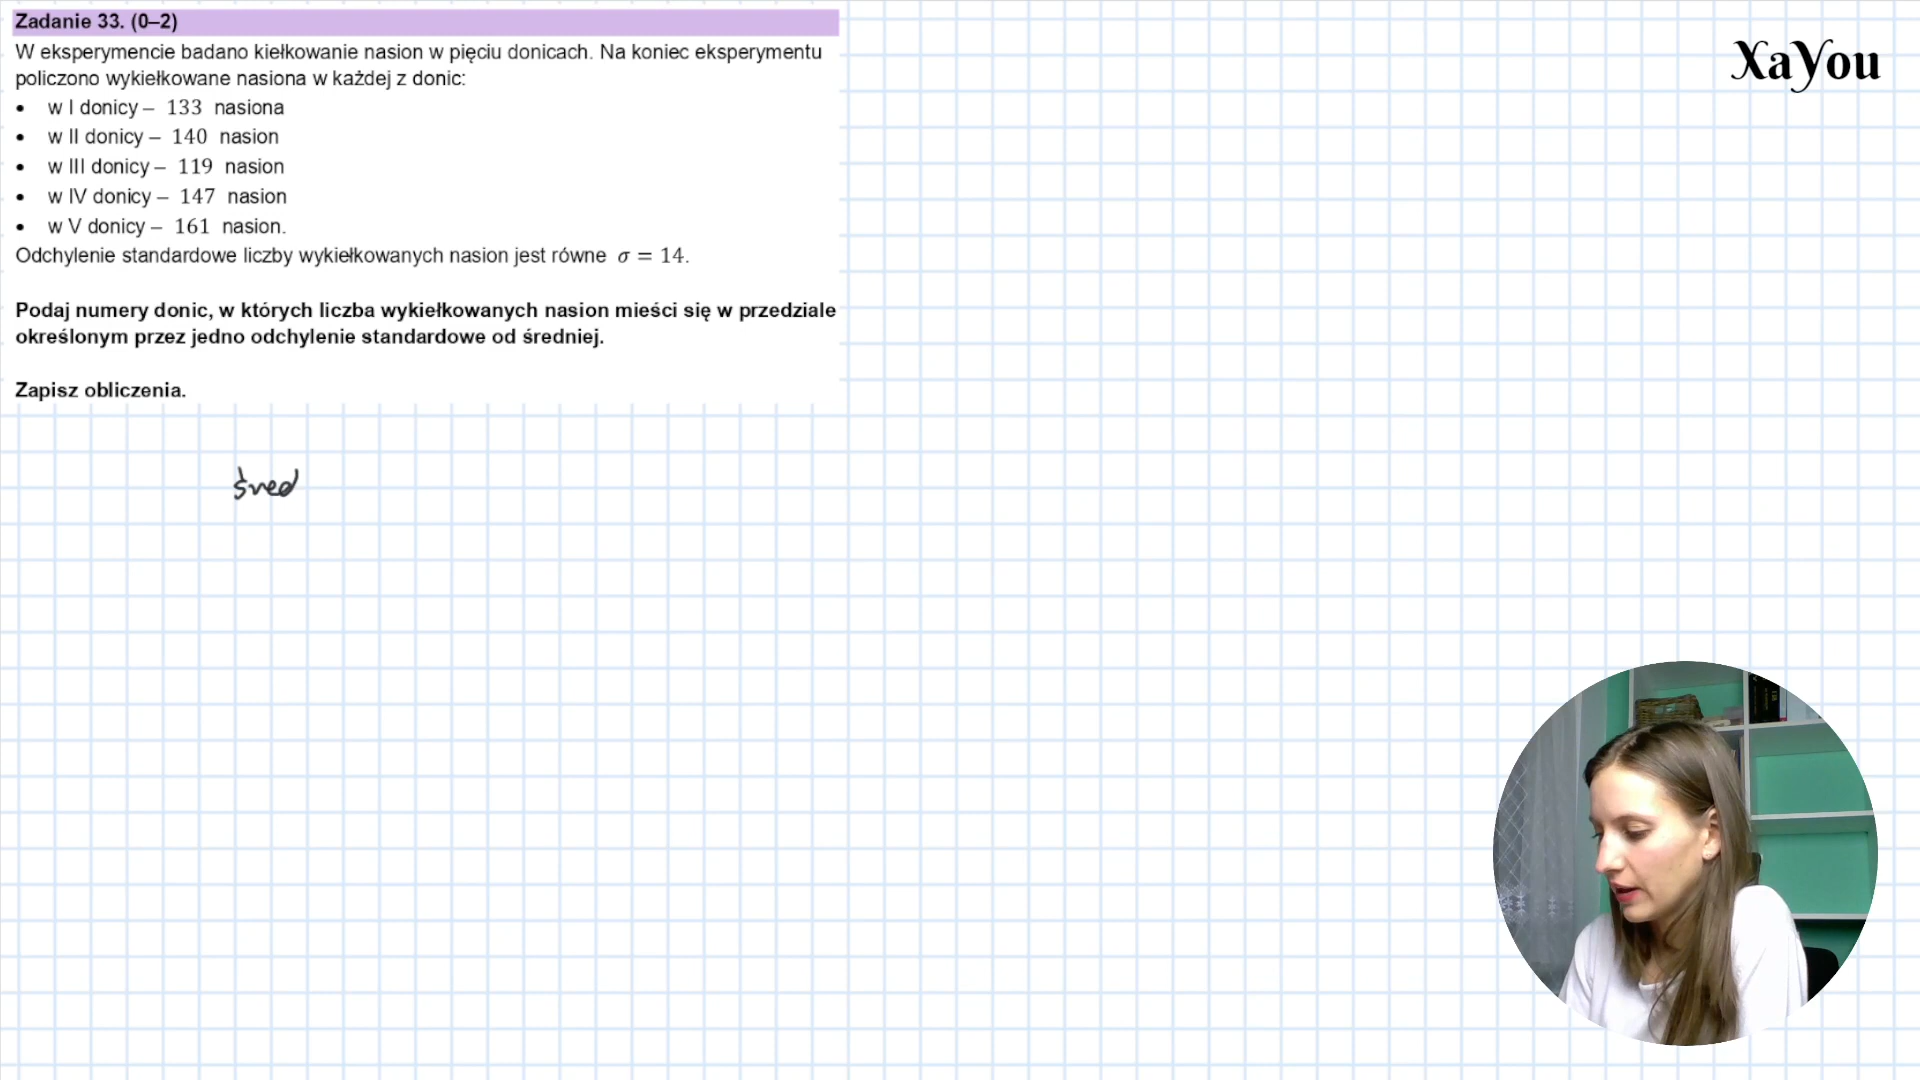 Zadanie 33. (0–2)
W eksperymencie badano kiełkowanie nasion w pięciu donicach. Na koniec eksperymentu
policzono wykiełkowane nasiona w każdej z donic:
• w I donicy – 133 nasiona
• w II donicy – 140 nasion
• w III donicy – 119 nasion
• w IV donicy – 147 nasion
• w V donicy – 161 nasion.
Odchylenie standardowe liczby wykiełkowanych nasion jest równe σ = 14.
Podaj numery donic, w których liczba wykiełkowanych nasion mieści się w przedziale
określonym przez jedno odchylenie standardowe od średniej.
Zapisz obliczenia.
śred
XaYou